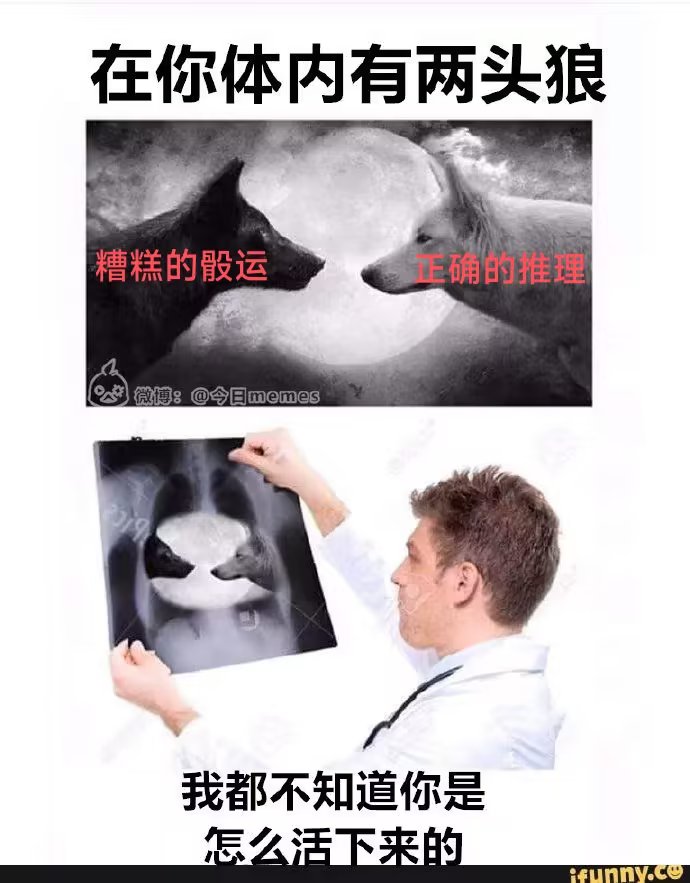 在你体内有两头狼
糟糕的骰运
正确的推理
微博：@今日memes
我都不知道你是
怎么活下来的
ifunny.co